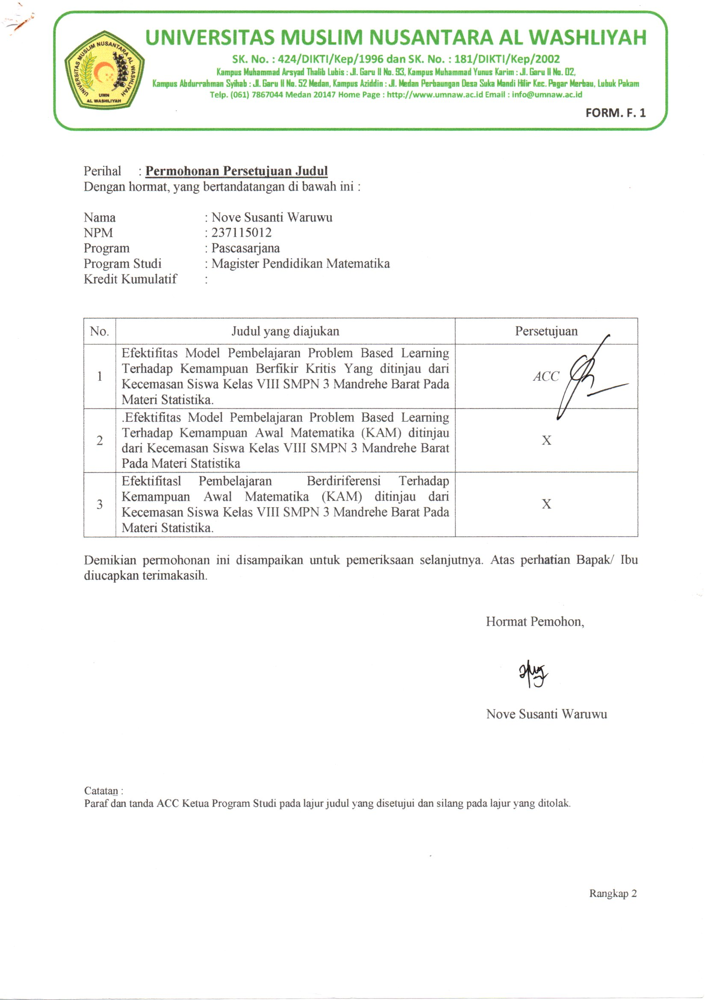 UNIVERSITAS MUSLIM NUSANTARA AL WASHLIYAH
SK. No. : 424/DIKTI/Kep/1996 dan SK. No. : 181/DIKTI/Kep/2002
Kampus Muhammad Arsyad Thalib Lubis : Jl. Garu II No. 93, Kampus Muhammad Yunus Karim : Jl. Garu II No. 02,
Kampus Abdurrahman Syihab : Jl. Garu II No. 52 Medan, Kampus Aziddin : Jl. Medan Perbaungan Desa Suka Mandi Hilir Kec. Pagar Merbau, Lubuk Pakam
Telp. (061) 7867044 Medan 20147 Home Page : http://www.umnaw.ac.id Email : info@umnaw.ac.id
FORM. F. 1
UNIVERSITAS MUSLIM NUSANTARA AL WASHLIYAH
UMN
AL WASHLIYAH
Perihal : Permohonan Persetujuan Judul
Dengan hormat, yang bertandatangan di bawah ini :
Nama : Nove Susanti Waruwu
NPM : 237115012
Program : Pascasarjana
Program Studi : Magister Pendidikan Matematika
Kredit Kumulatif :
No. Judul yang diajukan Persetujuan
1 Efektifitas Model Pembelajaran Problem Based Learning
Terhadap Kemampuan Berfikir Kritis Yang ditinjau dari
Kecemasan Siswa Kelas VIII SMPN 3 Mandrehe Barat Pada
Materi Statistika.
ACC
2 .Efektifitas Model Pembelajaran Problem Based Learning
Terhadap Kemampuan Awal Matematika (KAM) ditinjau
dari Kecemasan Siswa Kelas VIII SMPN 3 Mandrehe Barat
Pada Materi Statistika
X
3 Efektifitasl Pembelajaran Berdiriferensi Terhadap
Kemampuan Awal Matematika (KAM) ditinjau dari
Kecemasan Siswa Kelas VIII SMPN 3 Mandrehe Barat Pada
Materi Statistika.
X
Demikian permohonan ini disampaikan untuk pemeriksaan selanjutnya. Atas perhatian Bapak/ Ibu
diucapkan terimakasih.
Hormat Pemohon,
Nove Susanti Waruwu
Catatan :
Paraf dan tanda ACC Ketua Program Studi pada lajur judul yang disetujui dan silang pada lajur yang ditolak.
Rangkap 2